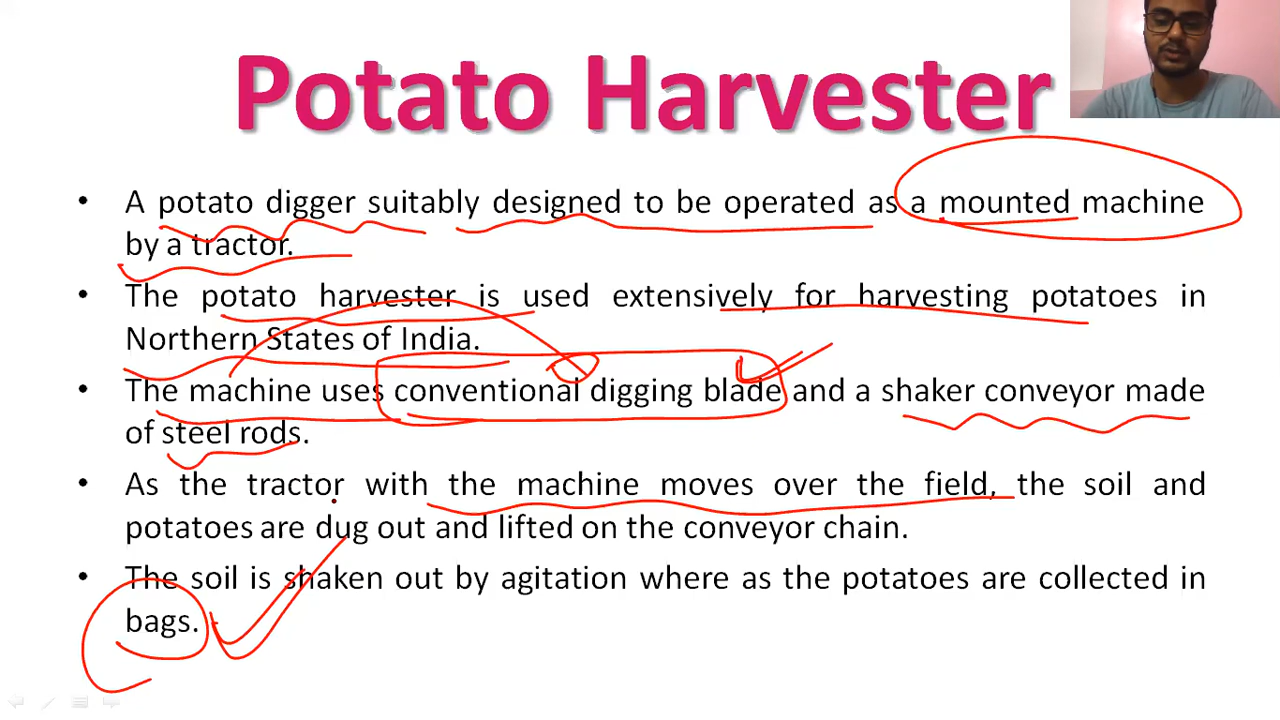 Potato Harvester
• A potato digger suitably designed to be operated as a mounted machine
by a tractor.
• The potato harvester is used extensively for harvesting potatoes in
Northern States of India.
• The machine uses conventional digging blade and a shaker conveyor made
of steel rods.
• As the tractor with the machine moves over the field, the soil and
potatoes are dug out and lifted on the conveyor chain.
• The soil is shaken out by agitation where as the potatoes are collected in
bags.